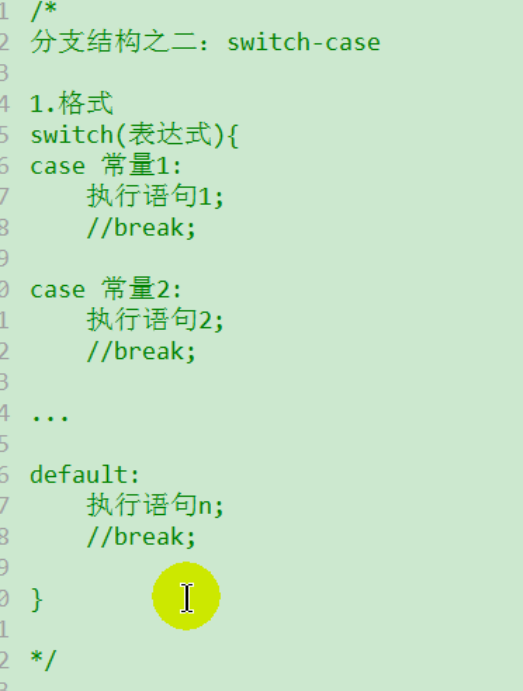 1 /*
2 分支结构之二: switch-case
3
4 1.格式
5 switch(表达式){
6 case 常量1:
7     执行语句1;
8     //break;
9
0 case 常量2:
1     执行语句2;
2     //break;
3
4 ...
5
6 default:
7     执行语句n;
8     //break;
9
0 }
1
2 */
3